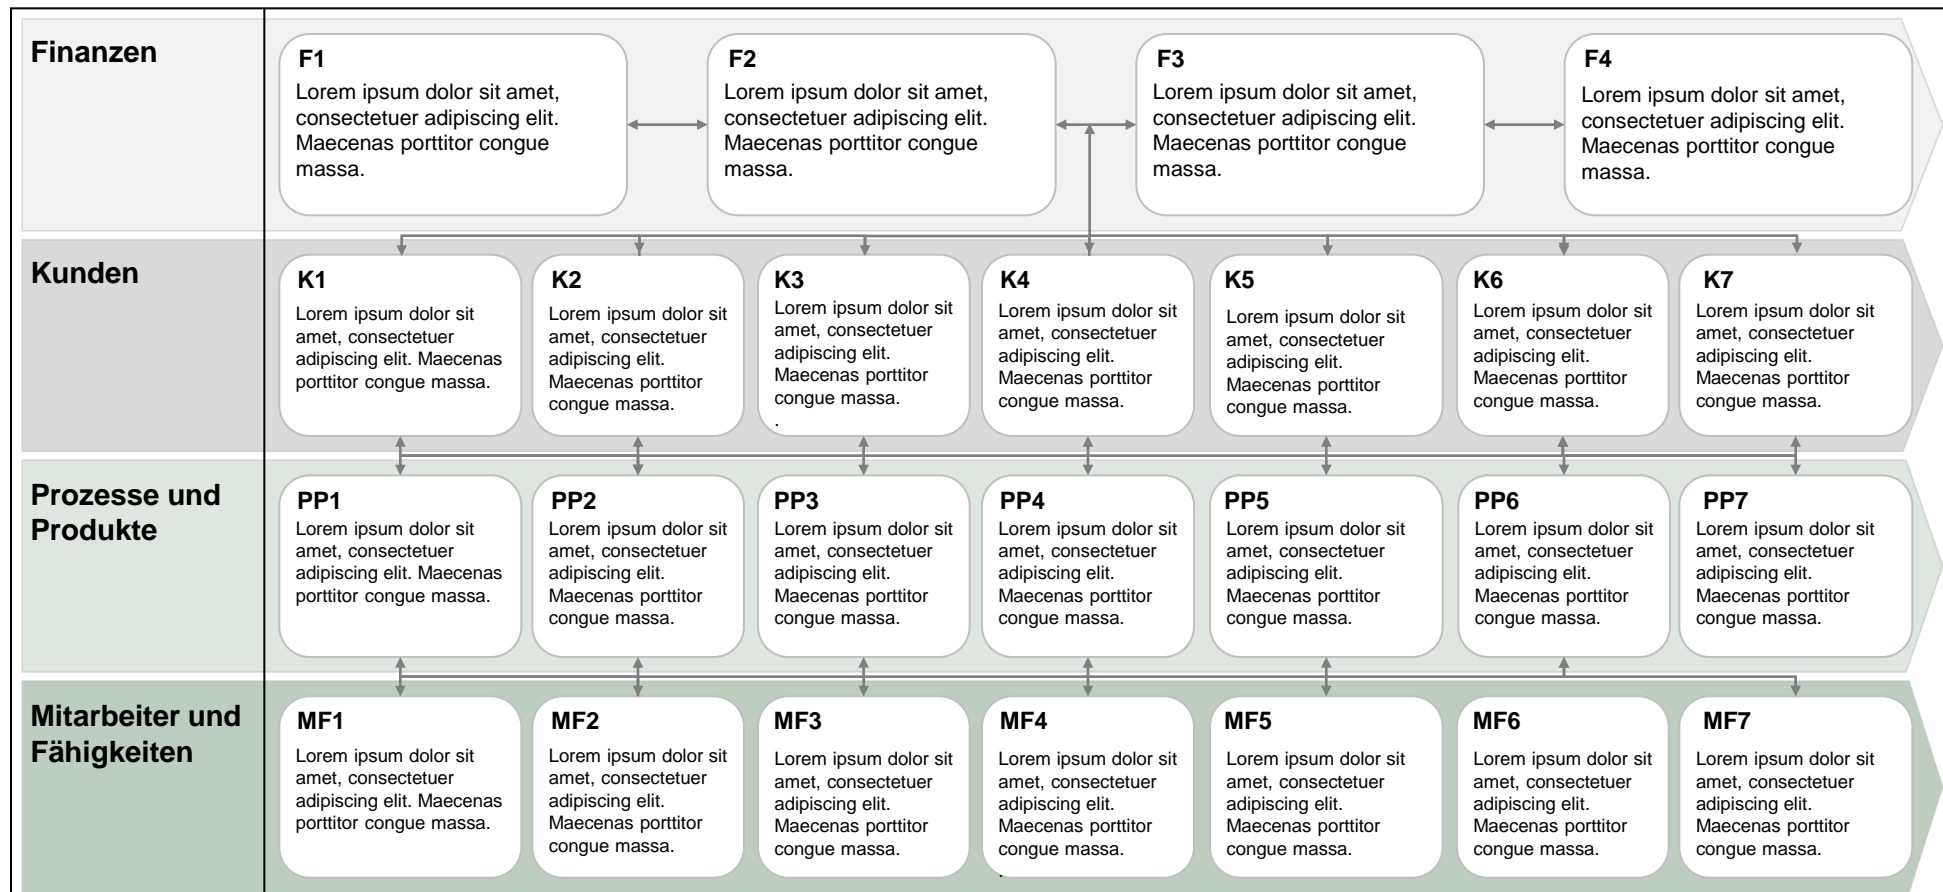 Finanzen
F1
Lorem ipsum dolor sit amet,
consectetuer adipiscing elit.
Maecenas porttitor congue
massa.
F2
Lorem ipsum dolor sit amet,
consectetuer adipiscing elit.
Maecenas porttitor congue
massa.
F3
Lorem ipsum dolor sit amet,
consectetuer adipiscing elit.
Maecenas porttitor congue
massa.
F4
Lorem ipsum dolor sit amet,
consectetuer adipiscing elit.
Maecenas porttitor congue
massa.
Kunden
K1
Lorem ipsum dolor sit
amet, consectetuer
adipiscing elit. Maecenas
porttitor congue massa.
K2
Lorem ipsum dolor sit
amet, consectetuer
adipiscing elit.
Maecenas porttitor
congue massa.
K3
Lorem ipsum dolor sit
amet, consectetuer
adipiscing elit.
Maecenas porttitor
congue massa.
.
K4
Lorem ipsum dolor sit
amet, consectetuer
adipiscing elit.
Maecenas porttitor
congue massa.
K5
Lorem ipsum dolor sit
amet, consectetuer
adipiscing elit.
Maecenas porttitor
congue massa.
K6
Lorem ipsum dolor sit
amet, consectetuer
adipiscing elit.
Maecenas porttitor
congue massa.
K7
Lorem ipsum dolor sit
amet, consectetuer
adipiscing elit.
Maecenas porttitor
congue massa.
Prozesse und
Produkte
PP1
Lorem ipsum dolor sit
amet, consectetuer
adipiscing elit. Maecenas
porttitor congue massa.
PP2
Lorem ipsum dolor sit
amet, consectetuer
adipiscing elit.
Maecenas porttitor
congue massa.
PP3
Lorem ipsum dolor sit
amet, consectetuer
adipiscing elit.
Maecenas porttitor
congue massa.
PP4
Lorem ipsum dolor sit
amet, consectetuer
adipiscing elit.
Maecenas porttitor
congue massa.
PP5
Lorem ipsum dolor sit
amet, consectetuer
adipiscing elit.
Maecenas porttitor
congue massa.
PP6
Lorem ipsum dolor sit
amet, consectetuer
adipiscing elit.
Maecenas porttitor
congue massa.
PP7
Lorem ipsum dolor sit
amet, consectetuer
adipiscing elit.
Maecenas porttitor
congue massa.
Mitarbeiter und
Fähigkeiten
MF1
Lorem ipsum dolor sit
amet, consectetuer
adipiscing elit. Maecenas
porttitor congue massa.
MF2
Lorem ipsum dolor sit
amet, consectetuer
adipiscing elit.
Maecenas porttitor
congue massa.
MF3
Lorem ipsum dolor sit
amet, consectetuer
adipiscing elit.
Maecenas porttitor
congue massa.
MF4
Lorem ipsum dolor sit
amet, consectetuer
adipiscing elit.
Maecenas porttitor
congue massa.
.
MF5
Lorem ipsum dolor sit
amet, consectetuer
adipiscing elit.
Maecenas porttitor
congue massa.
MF6
Lorem ipsum dolor sit
amet, consectetuer
adipiscing elit.
Maecenas porttitor
congue massa.
MF7
Lorem ipsum dolor sit
amet, consectetuer
adipiscing elit.
Maecenas porttitor
congue massa.